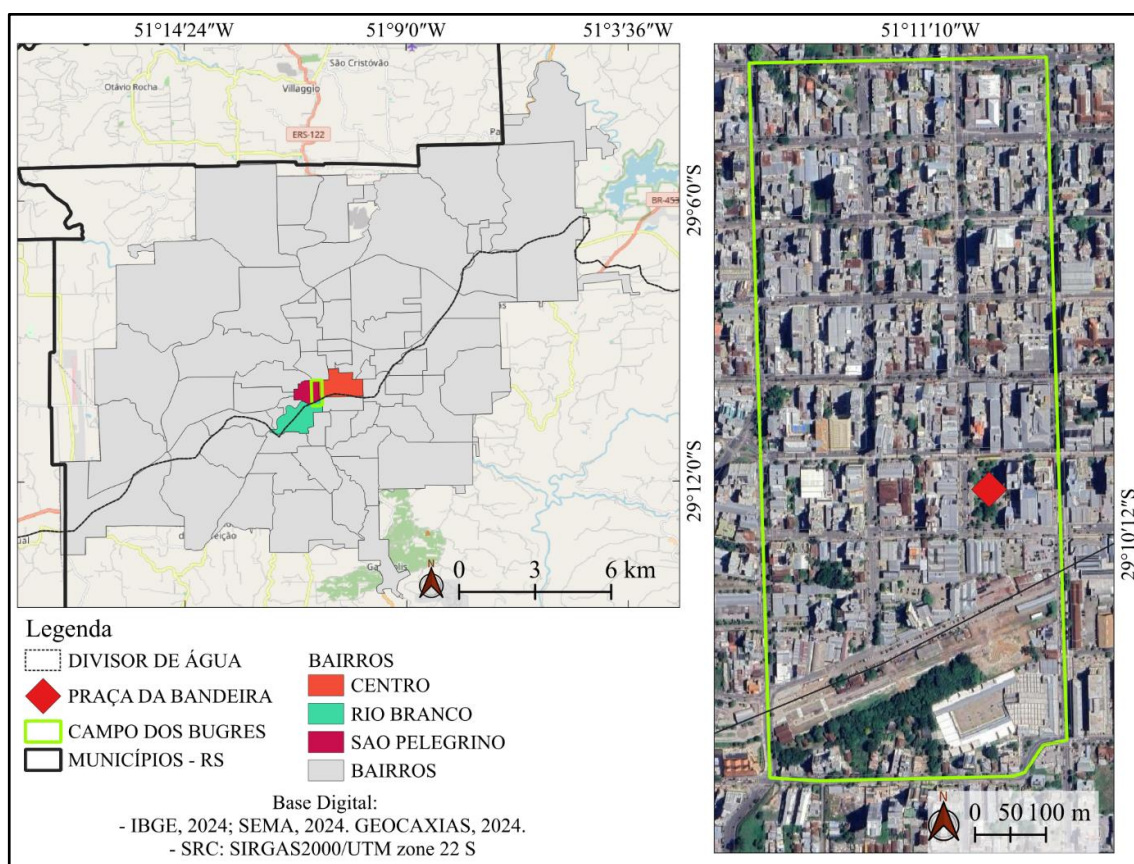 51°14′24″W 51°9′0″W 51°3′36″W
51°11′10″W
Otávio Rocha
São Cristóvão
Villaggio
ERS-122
Pa
BR-453
29°6′0″S
29°12′0″S
29°10′12″S
N
0 3 6 km
N
0 50 100 m
Legenda
DIVISOR DE ÁGUA
PRAÇA DA BANDEIRA
CAMPO DOS BUGRES
MUNICÍPIOS - RS
BAIRROS
CENTRO
RIO BRANCO
SAO PELEGRINO
BAIRROS
Base Digital:
- IBGE, 2024; SEMA, 2024. GEOCAXIAS, 2024.
- SRC: SIRGAS2000/UTM zone 22 S